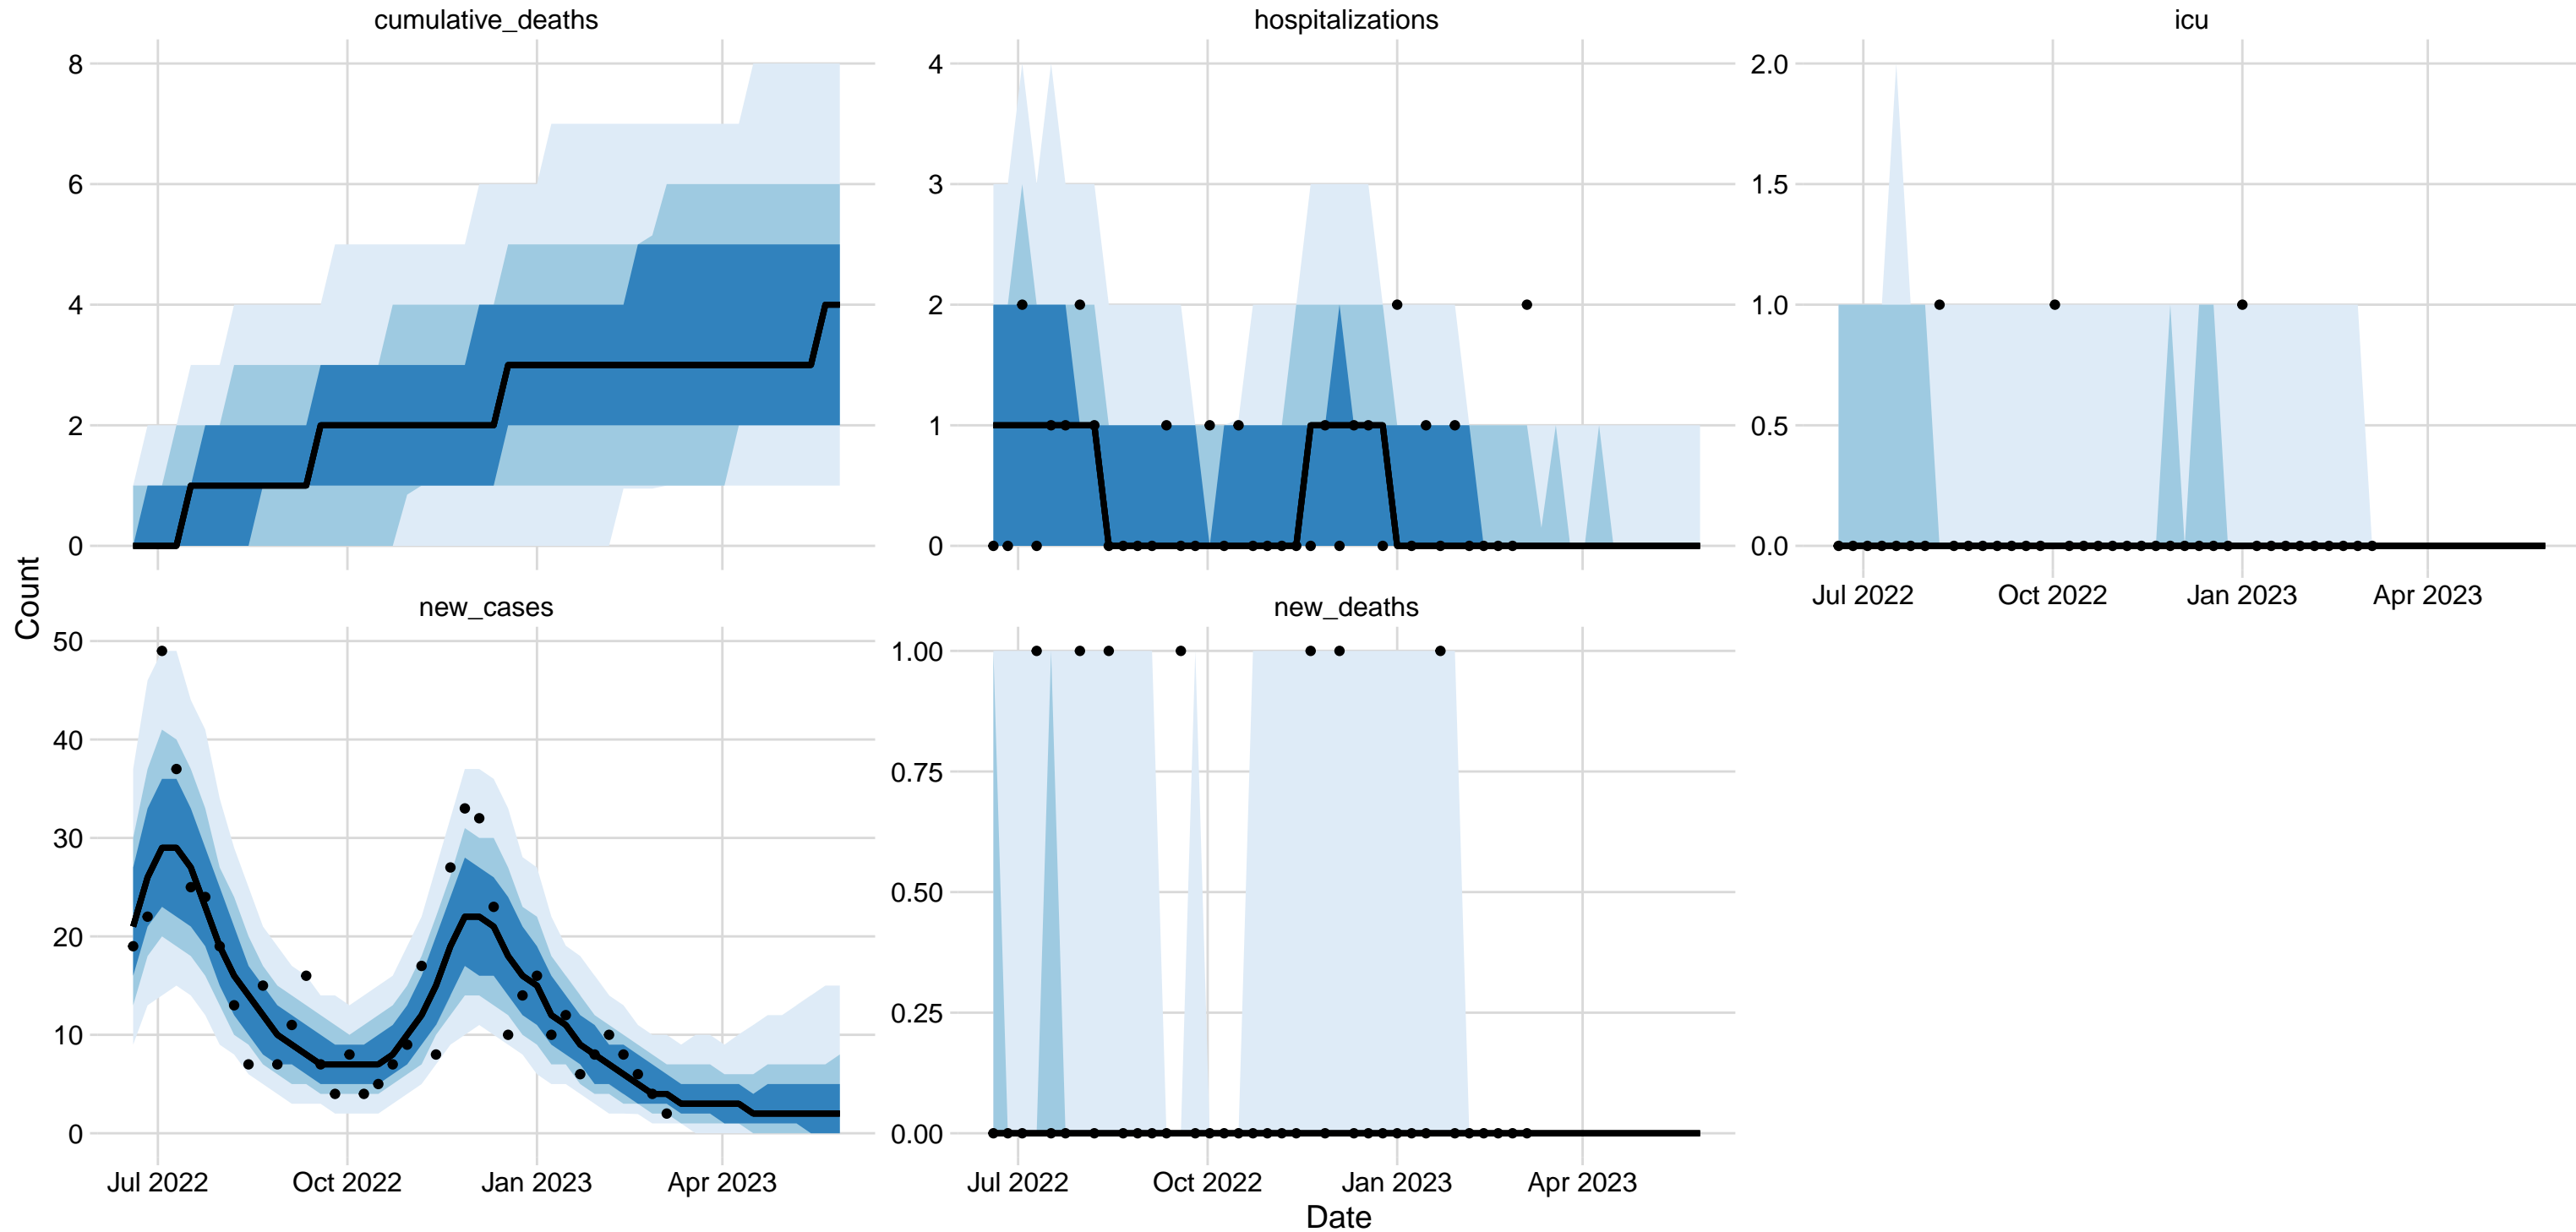 cumulative_deaths
hospitalizations
icu
8
6
4
2
0
4
3
2
1
0
2.0
1.5
1.0
0.5
0.0
Jul 2022 Oct 2022 Jan 2023 Apr 2023
Count
new_cases
new_deaths
50
40
30
20
10
0
1.00
0.75
0.50
0.25
0.00
Jul 2022 Oct 2022 Jan 2023 Apr 2023
Jul 2022 Oct 2022 Jan 2023 Apr 2023
Date